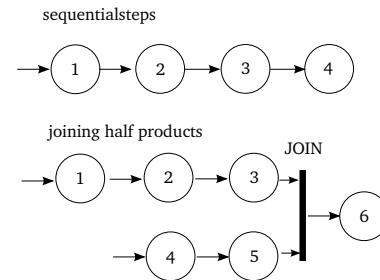 sequentialsteps
1 2 3 4
joining half products
JOIN
1 2 3
6
4 5